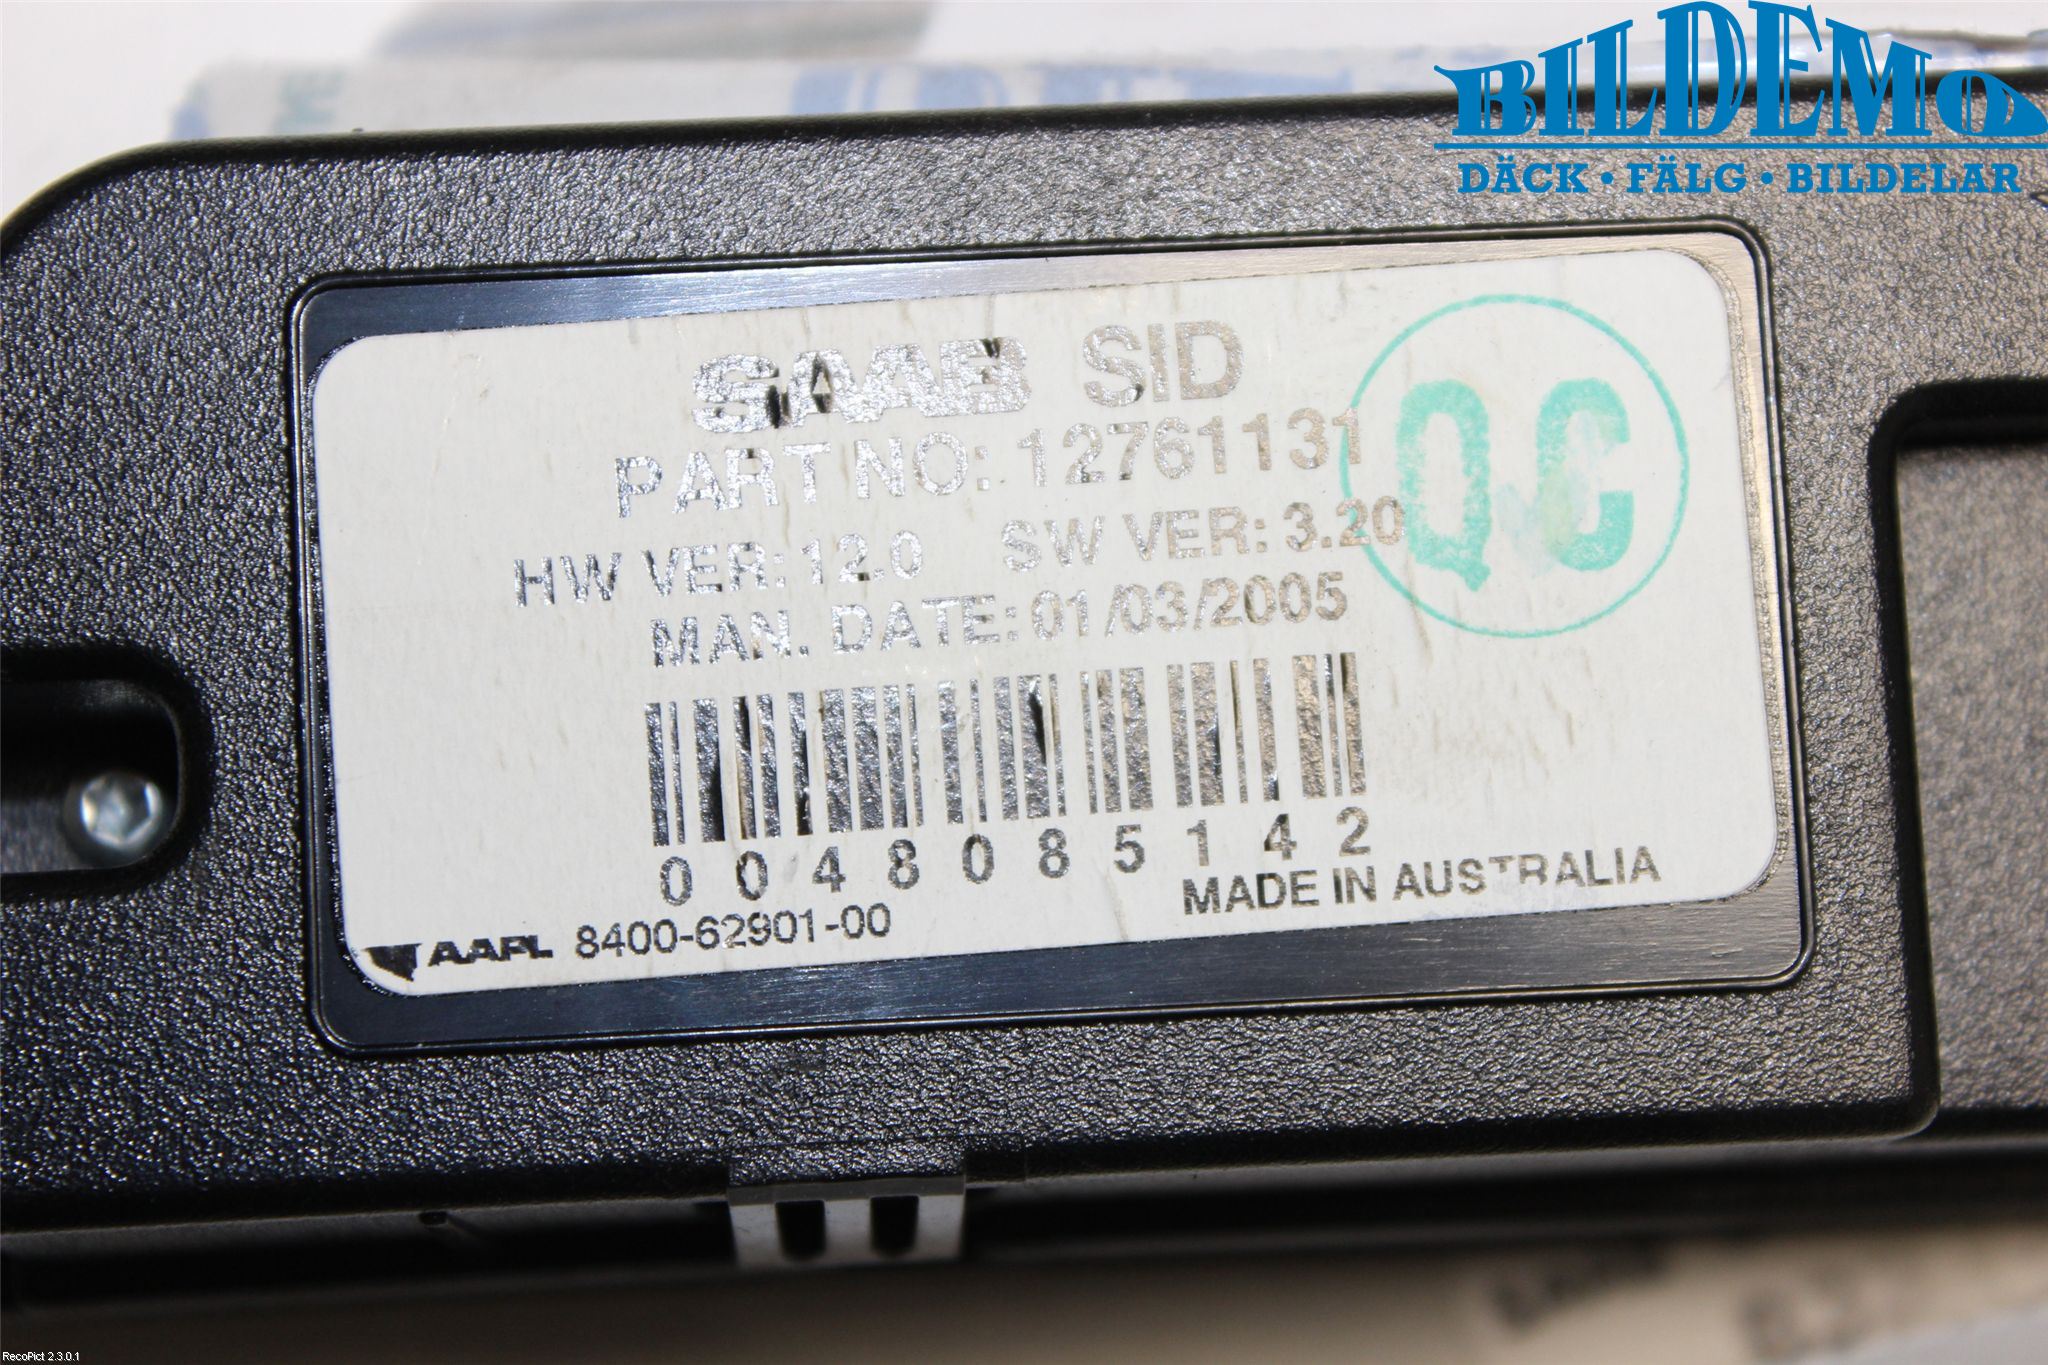 BILDEMO
DÄCK • FÄLG • BILDELAR
SAAB SID
PART NO: 12761131
HW VER: 12.0 SW VER: 3.20
MAN. DATE: 01/03/2005
QC
0048085142
MADE IN AUSTRALIA
8400-62901-00
RecoPict 2.3.0.1